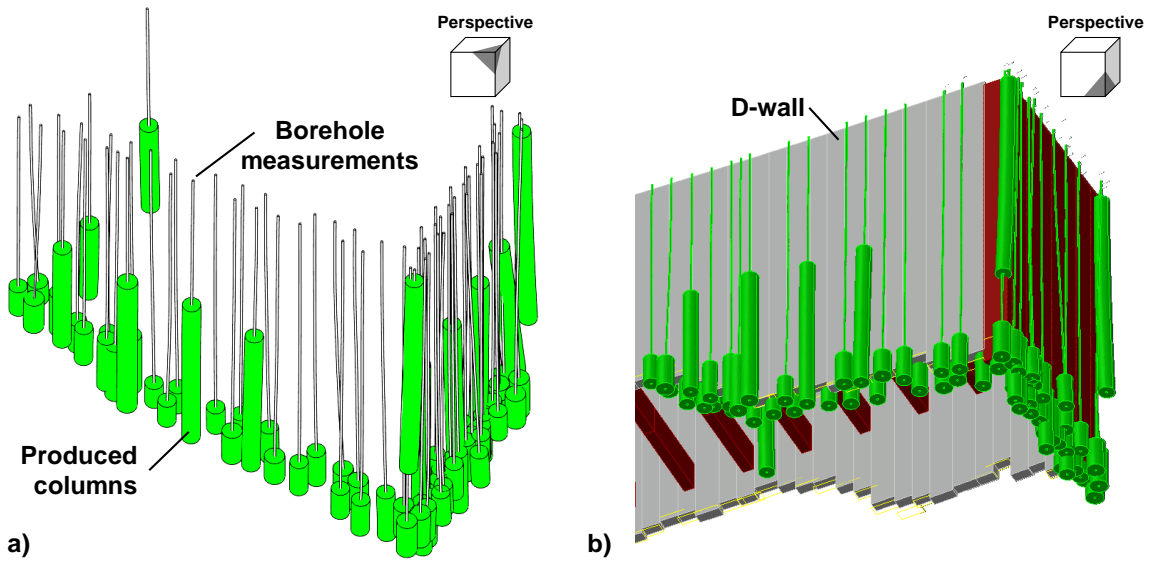 Perspective
Borehole
measurements
Produced
columns
a)
Perspective
D-wall
b)